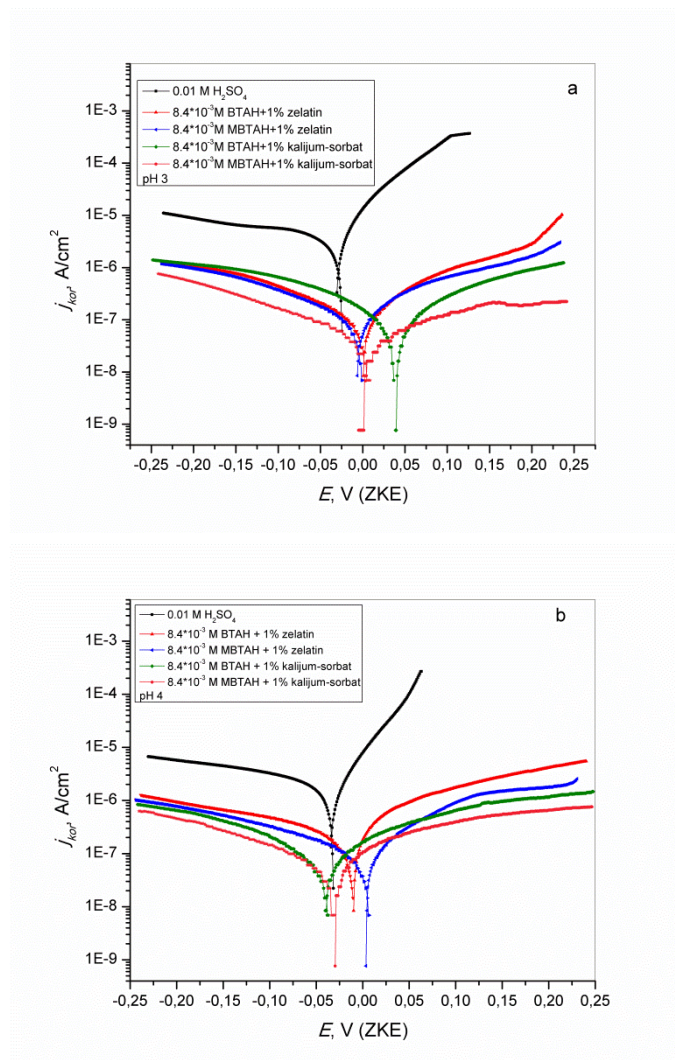 a
0.01 M H₂SO₄
8.4*10⁻³M BTAH+1% zelatin
8.4*10⁻³M MBTAH+1% zelatin
8.4*10⁻³M BTAH+1% kalijum-sorbat
8.4*10⁻³M MBTAH+1% kalijum-sorbat
pH 3
1E-3
1E-4
1E-5
1E-6
1E-7
1E-8
1E-9
j_kor, A/cm²
-0,25 -0,20 -0,15 -0,10 -0,05 0,00 0,05 0,10 0,15 0,20 0,25
E, V (ZKE)
b
0.01 M H₂SO₄
8.4*10⁻³ M BTAH + 1% zelatin
8.4*10⁻³ M MBTAH + 1% zelatin
8.4*10⁻³ M BTAH + 1% kalijum-sorbat
8.4*10⁻³ M MBTAH + 1% kalijum-sorbat
pH 4
1E-3
1E-4
1E-5
1E-6
1E-7
1E-8
1E-9
j_kor, A/cm²
-0,25 -0,20 -0,15 -0,10 -0,05 0,00 0,05 0,10 0,15 0,20 0,25
E, V (ZKE)